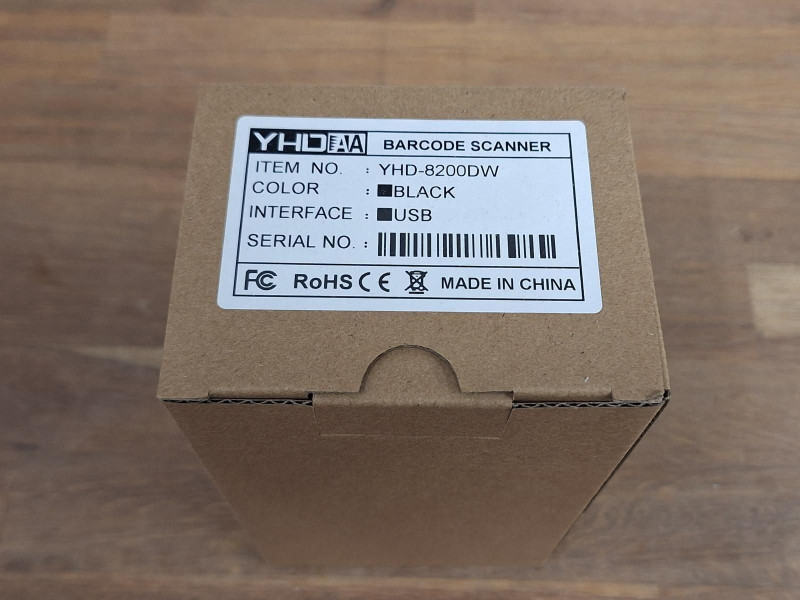 YHDAA BARCODE SCANNER
ITEM NO. : YHD-8200DW
COLOR : ■BLACK
INTERFACE : ■USB
SERIAL NO. :
FC RoHS CE MADE IN CHINA